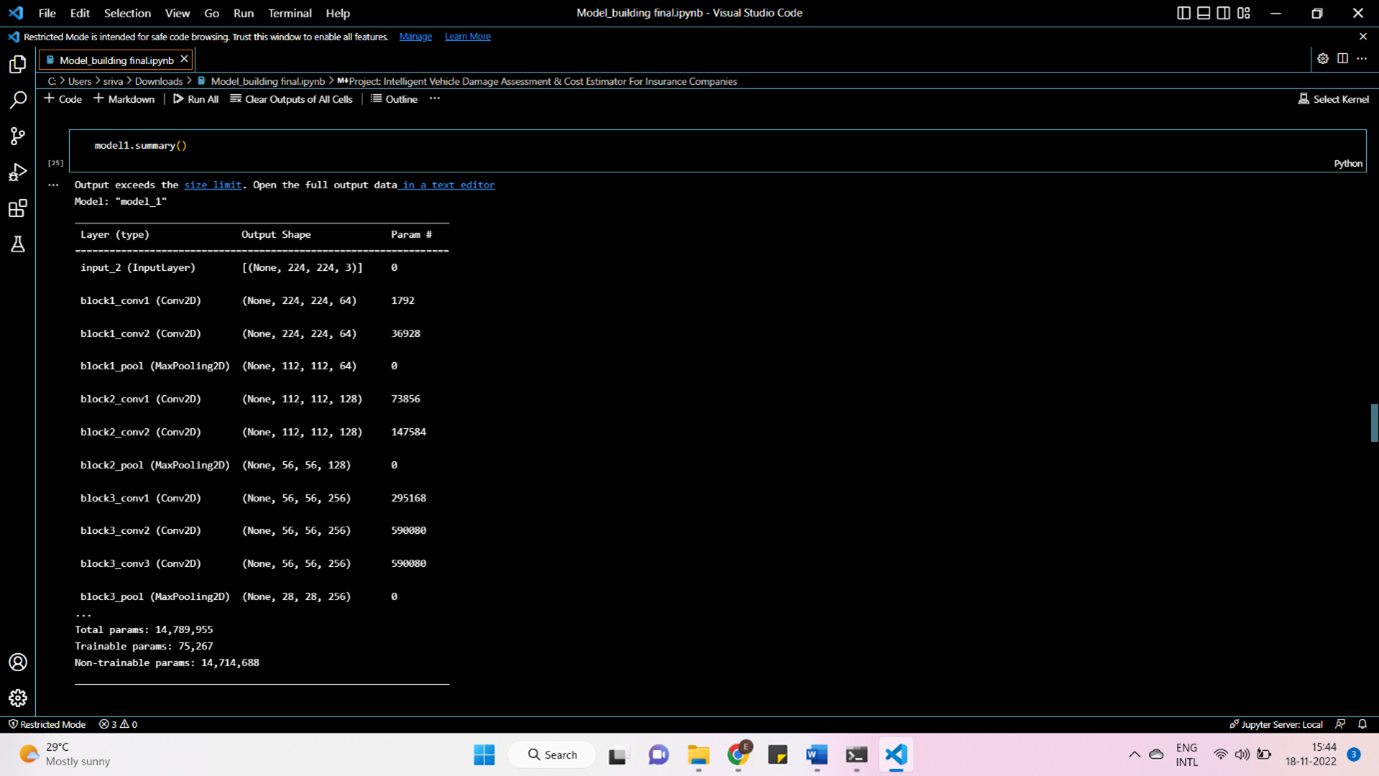 File Edit Selection View Go Run Terminal Help Model_building final.ipynb - Visual Studio Code
Restricted Mode is intended for safe code browsing. Trust this window to enable all features. Manage Learn More
Model_building final.ipynb
C: > Users > sriva > Downloads > Model_building final.ipynb > M↓Project: Intelligent Vehicle Damage Assessment & Cost Estimator For Insurance Companies
+ Code + Markdown | Run All Clear Outputs of All Cells | Outline ... Select Kernel
model1.summary()
[25] Python
... Output exceeds the size limit. Open the full output data in a text editor
Model: "model_1"
Layer (type) Output Shape Param #
=================================================================
input_2 (InputLayer) [(None, 224, 224, 3)] 0
block1_conv1 (Conv2D) (None, 224, 224, 64) 1792
block1_conv2 (Conv2D) (None, 224, 224, 64) 36928
block1_pool (MaxPooling2D) (None, 112, 112, 64) 0
block2_conv1 (Conv2D) (None, 112, 112, 128) 73856
block2_conv2 (Conv2D) (None, 112, 112, 128) 147584
block2_pool (MaxPooling2D) (None, 56, 56, 128) 0
block3_conv1 (Conv2D) (None, 56, 56, 256) 295168
block3_conv2 (Conv2D) (None, 56, 56, 256) 590080
block3_conv3 (Conv2D) (None, 56, 56, 256) 590080
block3_pool (MaxPooling2D) (None, 28, 28, 256) 0
...
Total params: 14,789,955
Trainable params: 75,267
Non-trainable params: 14,714,688
Restricted Mode 3 0 Jupyter Server: Local
29°C
Mostly sunny
Search
E
ENG
INTL
15:44
18-11-2022
3